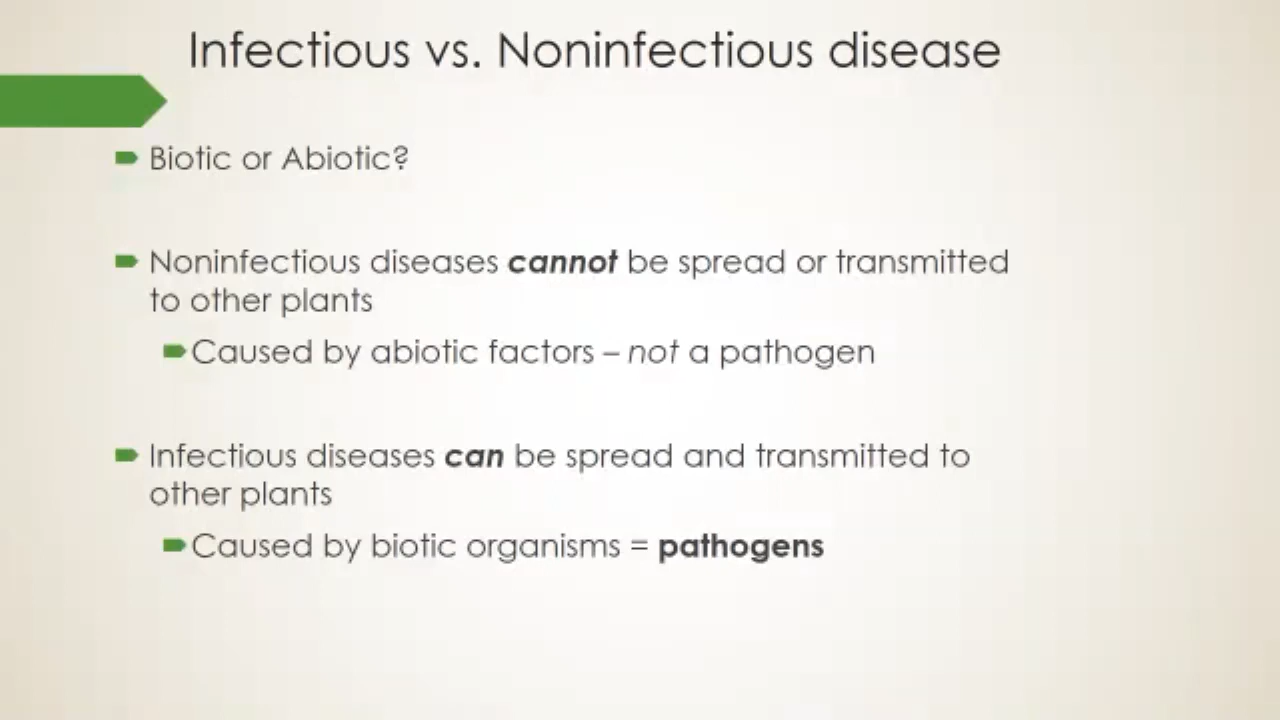 Infectious vs. Noninfectious disease
Biotic or Abiotic?
Noninfectious diseases cannot be spread or transmitted
to other plants
Caused by abiotic factors – not a pathogen
Infectious diseases can be spread and transmitted to
other plants
Caused by biotic organisms = pathogens